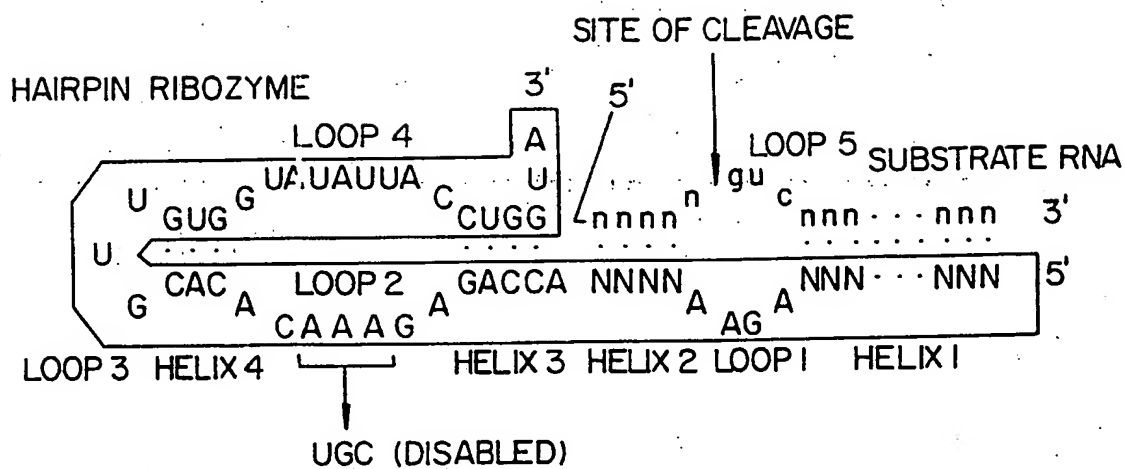 SITE OF CLEAVAGE
HAIRPIN RIBOZYME
3'
5'
LOOP 4
A
LOOP 5
SUBSTRATE RNA
U GUG G UAUAUUA C CUGG U
nnnn n gu c nnn···nnn 3'
U
G CAC A LOOP 2 A GACCA NNNN A AG A NNN···NNN 5'
CAAAG
LOOP 3 HELIX 4 HELIX 3 HELIX 2 LOOP 1 HELIX 1
UGC (DISABLED)